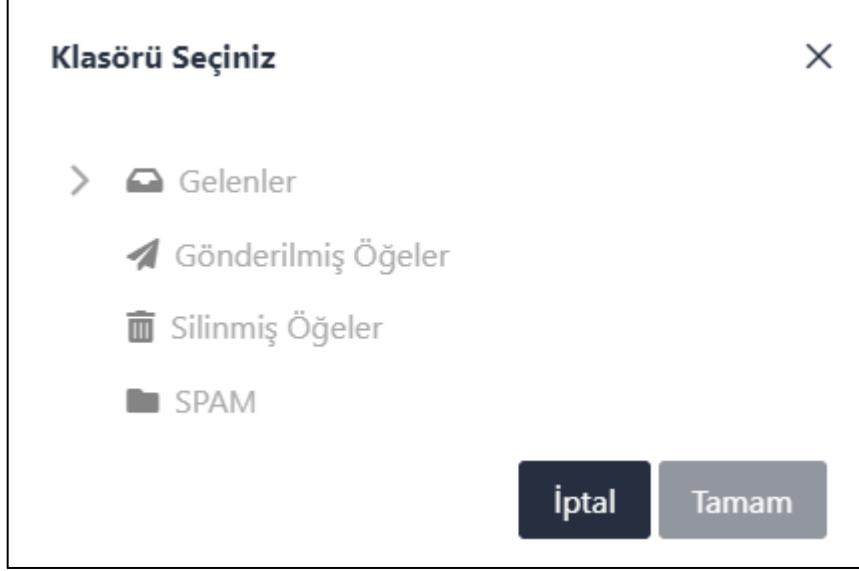 Klasörü Seçiniz
Gelenler
Gönderilmiş Öğeler
Silinmiş Öğeler
SPAM
İptal Tamam